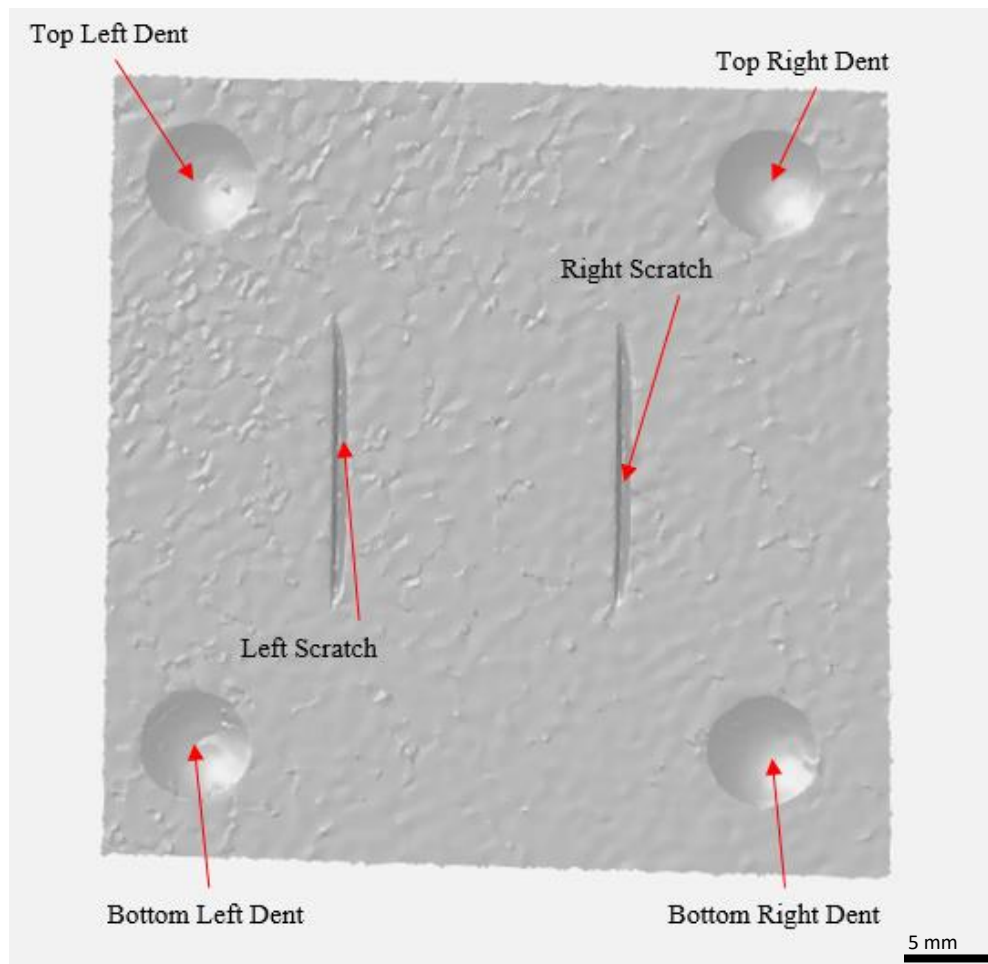 Top Left Dent
Top Right Dent
Right Scratch
Left Scratch
Bottom Left Dent
Bottom Right Dent
5 mm